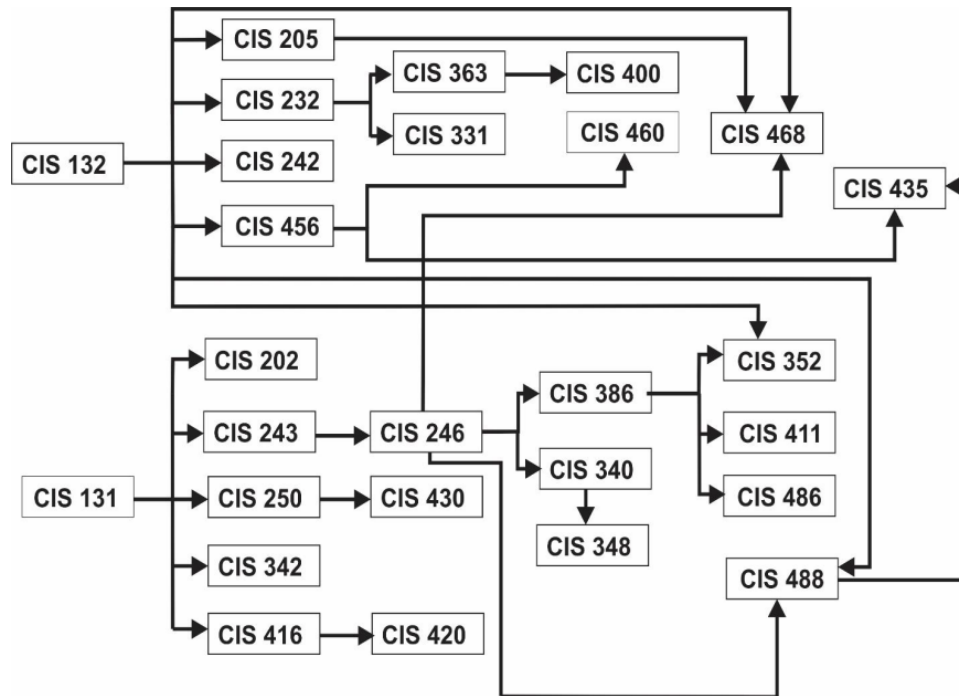 CIS 205
CIS 363
CIS 400
CIS 232
CIS 331
CIS 460
CIS 468
CIS 132
CIS 242
CIS 435
CIS 456
CIS 202
CIS 352
CIS 386
CIS 243
CIS 246
CIS 411
CIS 340
CIS 131
CIS 250
CIS 430
CIS 486
CIS 348
CIS 342
CIS 488
CIS 416
CIS 420